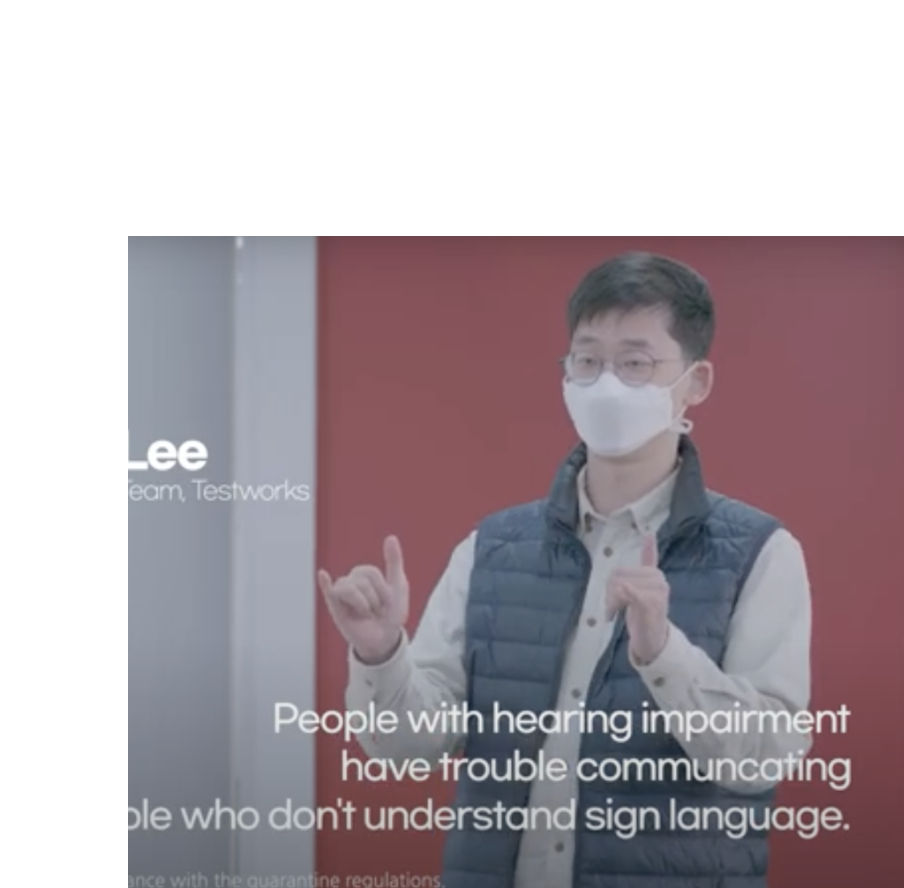 Lee
Team, Testworks
People with hearing impairment
have trouble communcating
ple who don't understand sign language.
ance with the quarantine regulations.